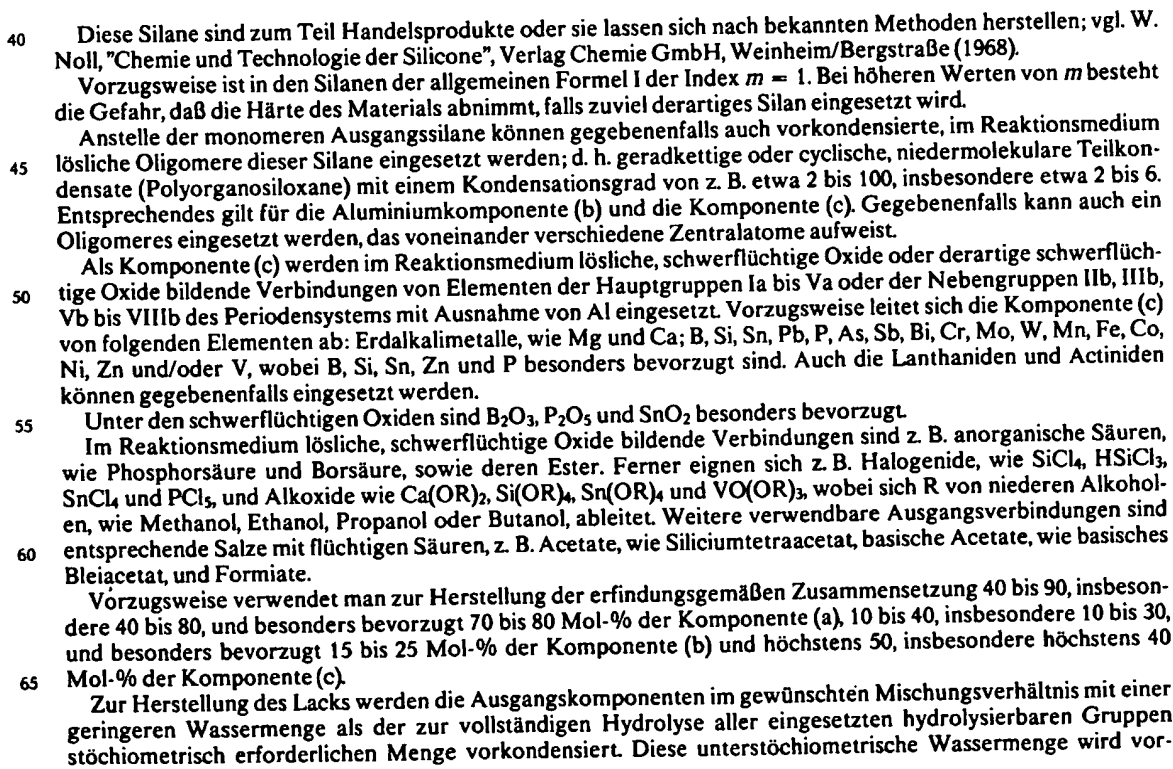 40 Diese Silane sind zum Teil Handelsprodukte oder sie lassen sich nach bekannten Methoden herstellen; vgl. W.
Noll, "Chemie und Technologie der Silicone", Verlag Chemie GmbH, Weinheim/Bergstraße (1968).
Vorzugsweise ist in den Silanen der allgemeinen Formel I der Index m = 1. Bei höheren Werten von m besteht
die Gefahr, daß die Härte des Materials abnimmt, falls zuviel derartiges Silan eingesetzt wird.
Anstelle der monomeren Ausgangssilane können gegebenenfalls auch vorkondensierte, im Reaktionsmedium
45 lösliche Oligomere dieser Silane eingesetzt werden; d. h. geradkettige oder cyclische, niedermolekulare Teilkon-
densate (Polyorganosiloxane) mit einem Kondensationsgrad von z. B. etwa 2 bis 100, insbesondere etwa 2 bis 6.
Entsprechendes gilt für die Aluminiumkomponente (b) und die Komponente (c). Gegebenenfalls kann auch ein
Oligomeres eingesetzt werden, das voneinander verschiedene Zentralatome aufweist.
Als Komponente (c) werden im Reaktionsmedium lösliche, schwerflüchtige Oxide oder derartige schwerflüch-
50 tige Oxide bildende Verbindungen von Elementen der Hauptgruppen Ia bis Va oder der Nebengruppen IIb, IIIb,
Vb bis VIIIb des Periodensystems mit Ausnahme von Al eingesetzt. Vorzugsweise leitet sich die Komponente (c)
von folgenden Elementen ab: Erdalkalimetalle, wie Mg und Ca; B, Si, Sn, Pb, P, As, Sb, Bi, Cr, Mo, W, Mn, Fe, Co,
Ni, Zn und/oder V, wobei B, Si, Sn, Zn und P besonders bevorzugt sind. Auch die Lanthaniden und Actiniden
können gegebenenfalls eingesetzt werden.
55 Unter den schwerflüchtigen Oxiden sind B₂O₃, P₂O₅ und SnO₂ besonders bevorzugt.
Im Reaktionsmedium lösliche, schwerflüchtige Oxide bildende Verbindungen sind z. B. anorganische Säuren,
wie Phosphorsäure und Borsäure, sowie deren Ester. Ferner eignen sich z. B. Halogenide, wie SiCl₄, HSiCl₃,
SnCl₄ und PCl₅, und Alkoxide wie Ca(OR)₂, Si(OR)₄, Sn(OR)₄ und VO(OR)₃, wobei sich R von niederen Alkohol-
en, wie Methanol, Ethanol, Propanol oder Butanol, ableitet. Weitere verwendbare Ausgangsverbindungen sind
60 entsprechende Salze mit flüchtigen Säuren, z. B. Acetate, wie Siliciumtetraacetat, basische Acetate, wie basisches
Bleiacetat, und Formiate.
Vorzugsweise verwendet man zur Herstellung der erfindungsgemäßen Zusammensetzung 40 bis 90, insbeson-
dere 40 bis 80, und besonders bevorzugt 70 bis 80 Mol-% der Komponente (a), 10 bis 40, insbesondere 10 bis 30,
und besonders bevorzugt 15 bis 25 Mol-% der Komponente (b) und höchstens 50, insbesondere höchstens 40
65 Mol-% der Komponente (c).
Zur Herstellung des Lacks werden die Ausgangskomponenten im gewünschten Mischungsverhältnis mit einer
geringeren Wassermenge als der zur vollständigen Hydrolyse aller eingesetzten hydrolysierbaren Gruppen
stöchiometrisch erforderlichen Menge vorkondensiert. Diese unterstöchiometrische Wassermenge wird vor-